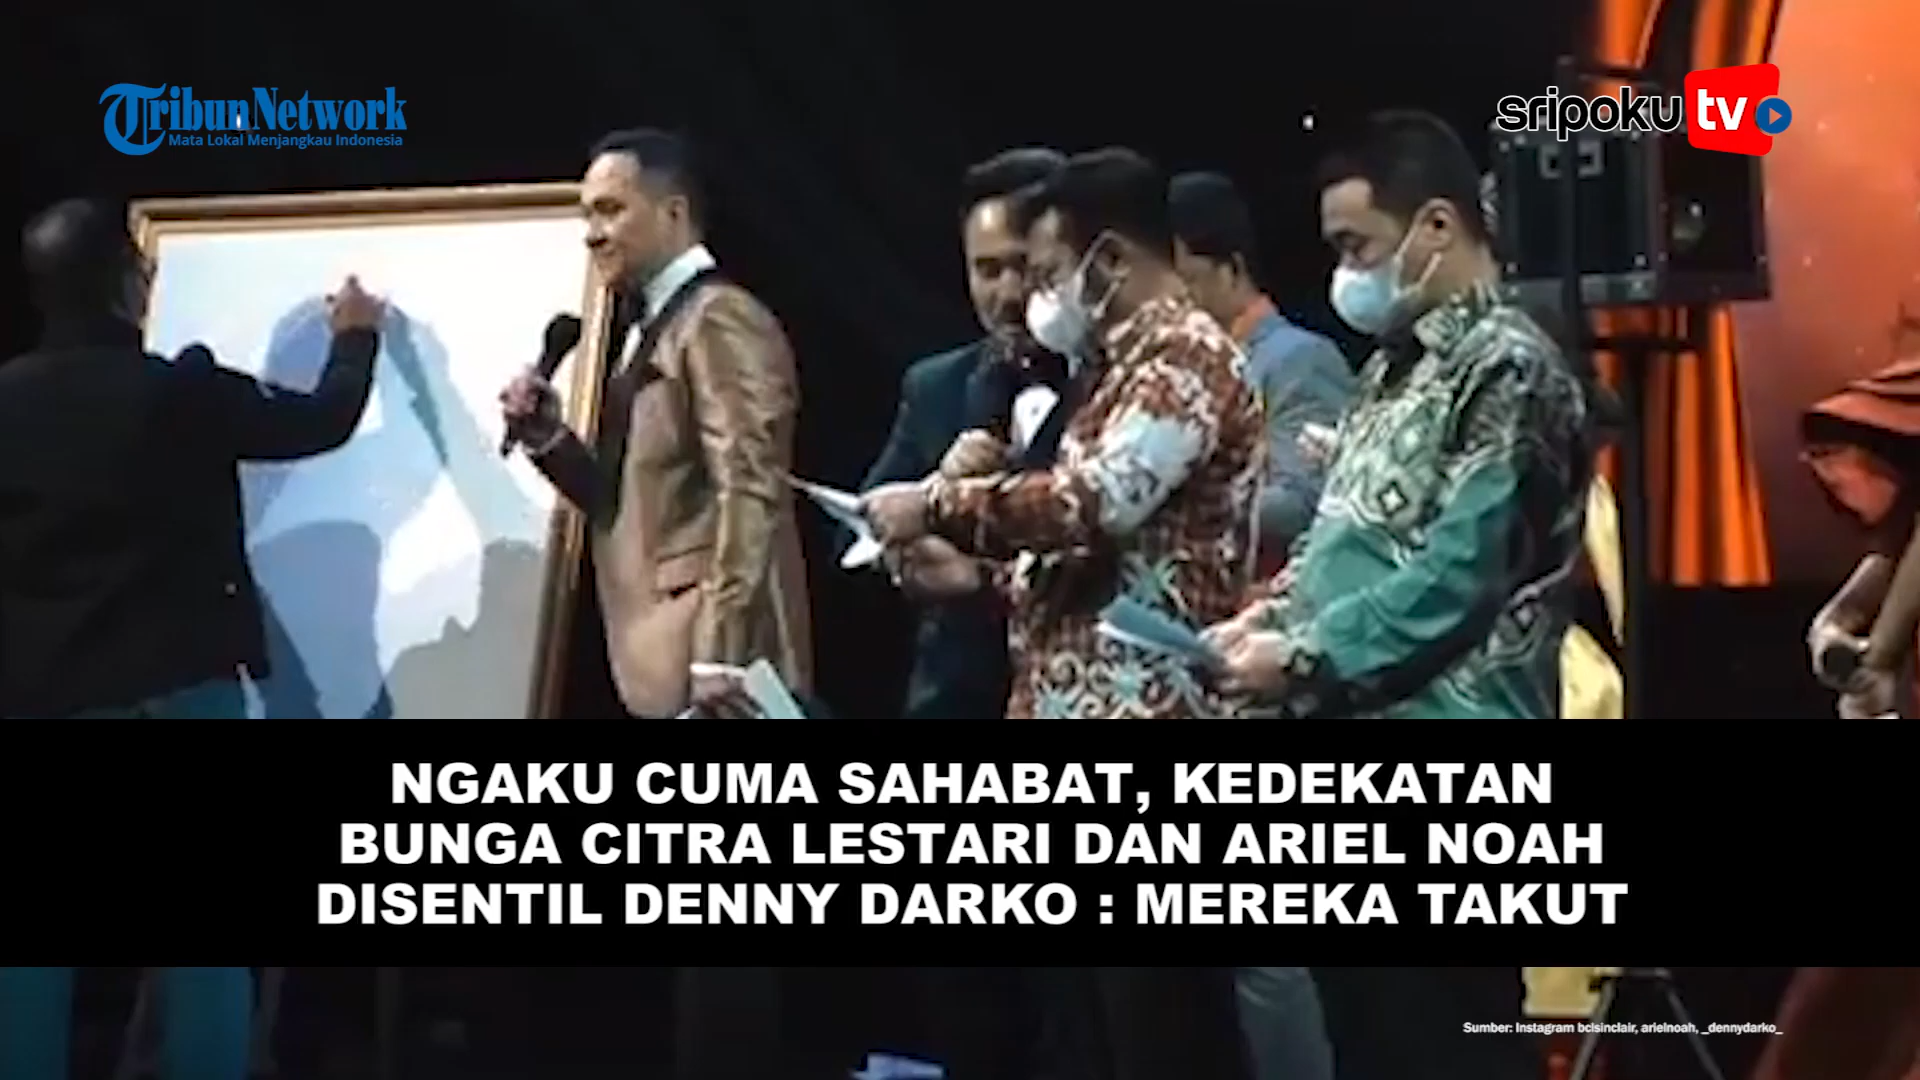 TribunNetwork
Mata Lokal Menjangkau Indonesia
sripoku tv
NGAKU CUMA SAHABAT, KEDEKATAN
BUNGA CITRA LESTARI DAN ARIEL NOAH
DISENTIL DENNY DARKO : MEREKA TAKUT
Sumber: Instagram bclsinclair, arielnoah, _dennydarko_